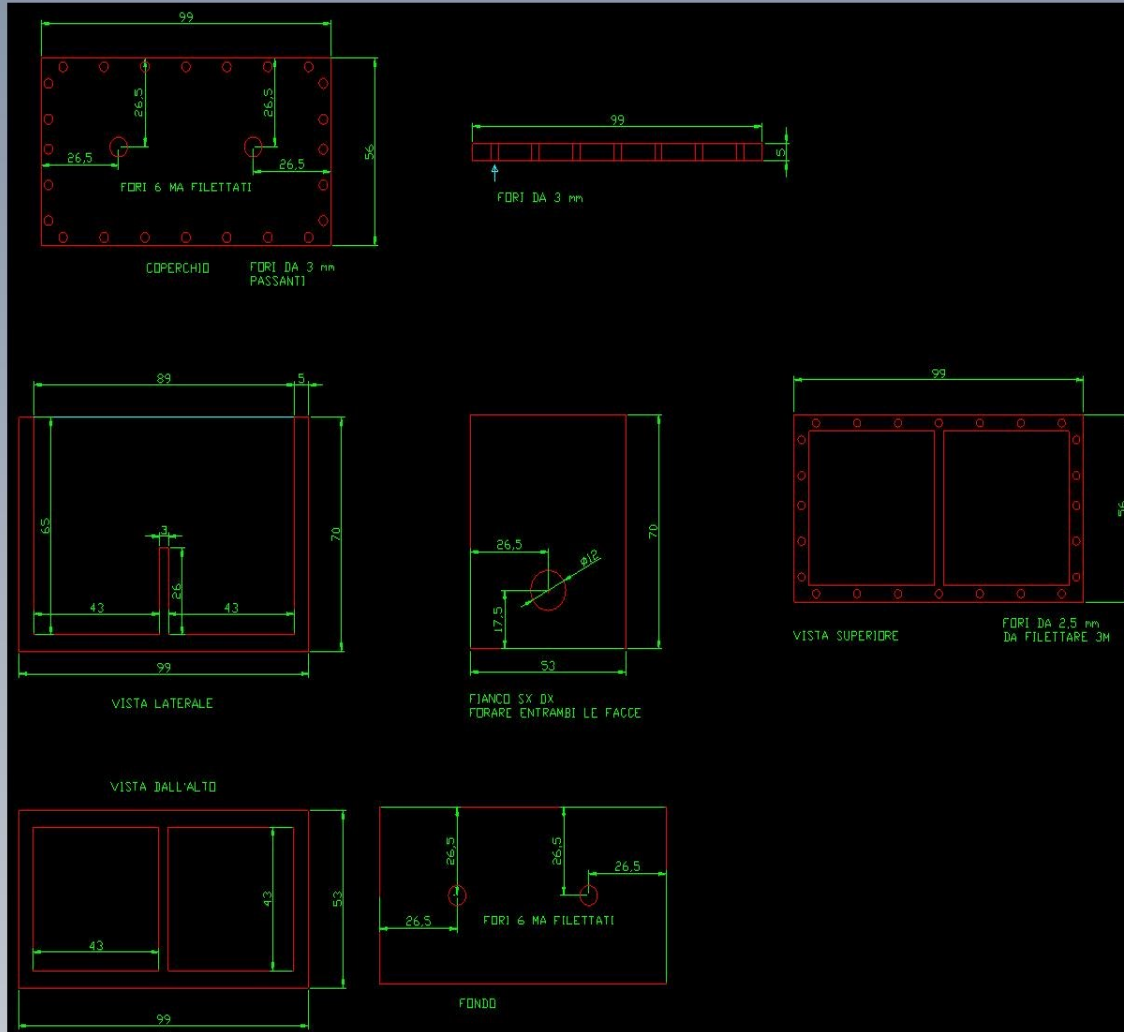 99
26,5
26,5
56
26,5
26,5
FORI 6 MA FILETTATI
COPERCHIO
FORI DA 3 mm
PASSANTI
99
5
FORI DA 3 mm
89
5
65
70
3
26
43
43
99
VISTA LATERALE
26,5
Ø12
17,5
70
53
FIANCO SX DX
FORARE ENTRAMBI LE FACCE
99
56
VISTA SUPERIORE
FORI DA 2,5 mm
DA FILETTARE 3M
VISTA DALL'ALTO
43
43
53
99
26,5
26,5
26,5
26,5
FORI 6 MA FILETTATI
FONDO